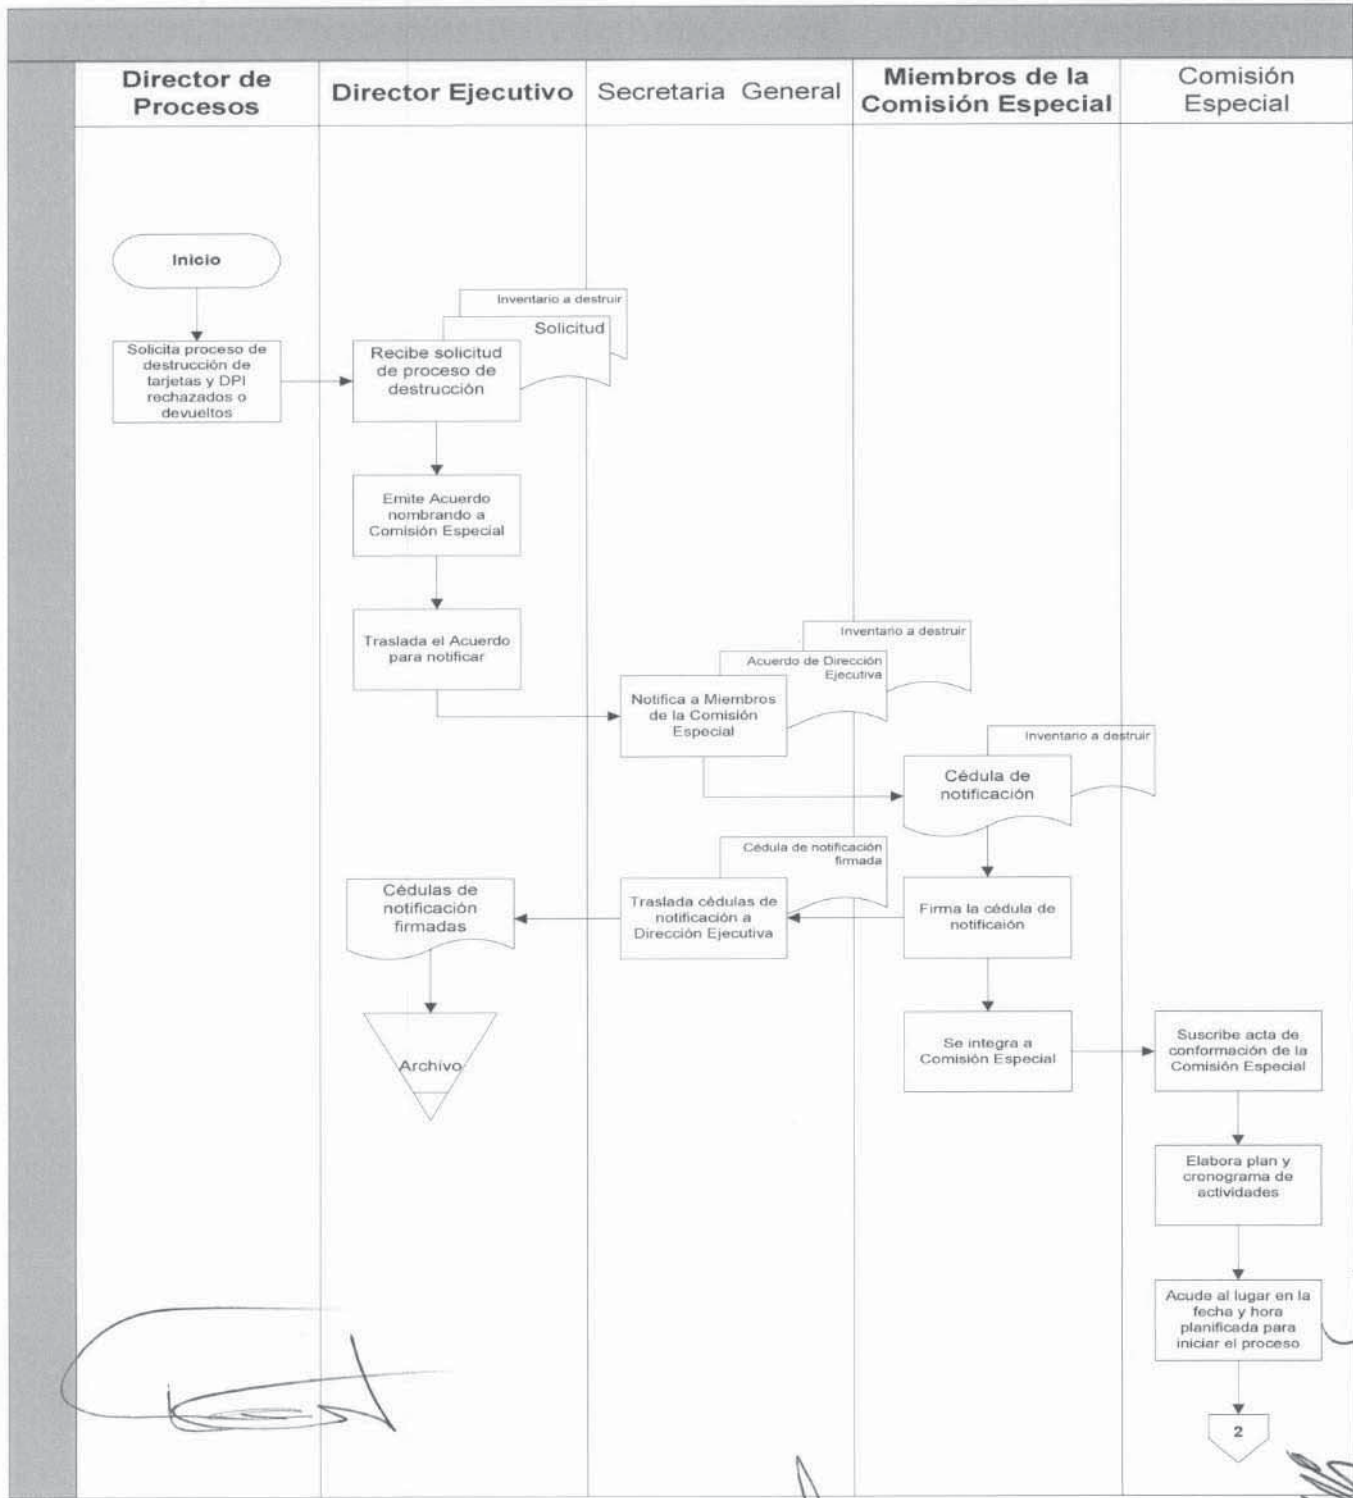 Director de
Procesos
Director Ejecutivo
Secretaria General
Miembros de la
Comisión Especial
Comisión
Especial
Inicio
Solicita proceso de
destrucción de
tarjetas y DPI
rechazados o
devueltos
Inventario a destruir
Solicitud
Recibe solicitud
de proceso de
destrucción
Emite Acuerdo
nombrando a
Comisión Especial
Traslada el Acuerdo
para notificar
Inventario a destruir
Acuerdo de Dirección
Ejecutiva
Notifica a Miembros
de la Comisión
Especial
Inventario a destruir
Cédula de
notificación
Cédula de notificación
firmada
Cédulas de
notificación
firmadas
Traslada cédulas de
notificación a
Dirección Ejecutiva
Firma la cédula de
notificaión
Archivo
Se integra a
Comisión Especial
Suscribe acta de
conformación de la
Comisión Especial
Elabora plan y
cronograma de
actividades
Acude al lugar en la
fecha y hora
planificada para
iniciar el proceso
2